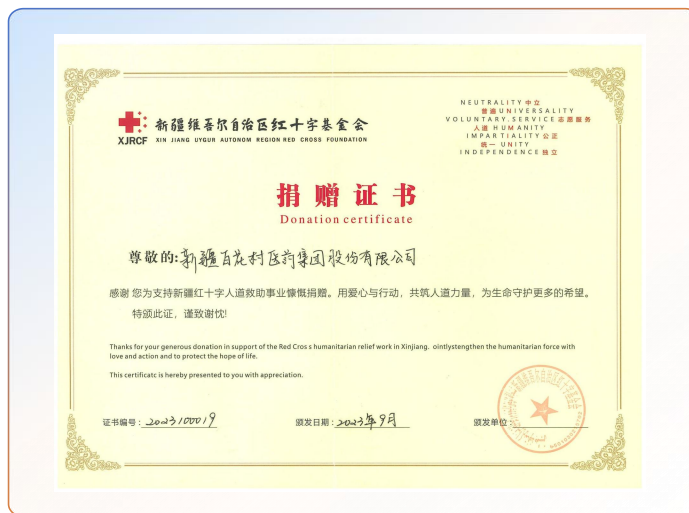 新疆维吾尔自治区红十字基金会
XJRCF XIN JIANG UYGUR AUTONOM REGION RED CROSS FOUNDATION
NEUTRALITY 中立
普遍 UNIVERSALITY
VOLUNTARY.SERVICE 志愿服务
人道 HUMANITY
IMPARTIALITY 公正
统一 UNITY
INDEPENDENCE 独立
捐赠证书
Donation certificate
尊敬的:新疆百花村医药集团股份有限公司
感谢 您为支持新疆红十字人道救助事业慷慨捐赠。用爱心与行动，共筑人道力量，为生命守护更多的希望。
特颁此证，谨致谢忱!
Thanks for your generous donation in support of the Red Cros s humanitarian relief work in Xinjiang. ointlystengthen the humanitarian force with
love and action and to protect the hope of life.
This certificatc is hereby presented to you with appreciation.
证书编号: 2023100019 颁发日期: 2023年9月 颁发单位: